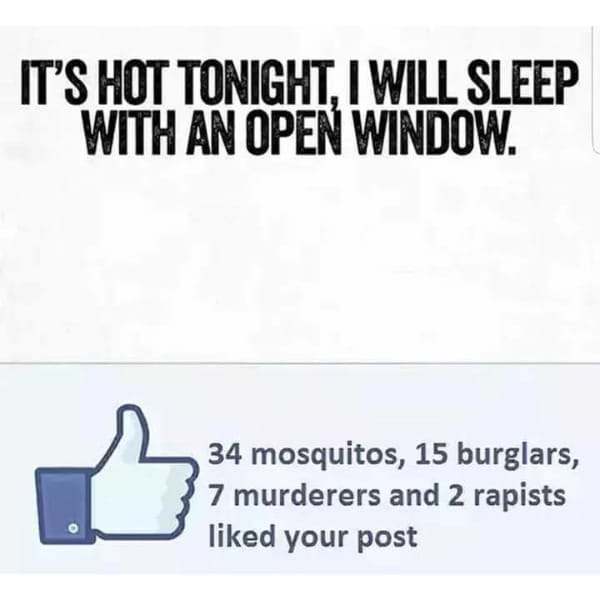 IT'S HOT TONIGHT, I WILL SLEEP
WITH AN OPEN WINDOW.
34 mosquitos, 15 burglars,
7 murderers and 2 rapists
liked your post